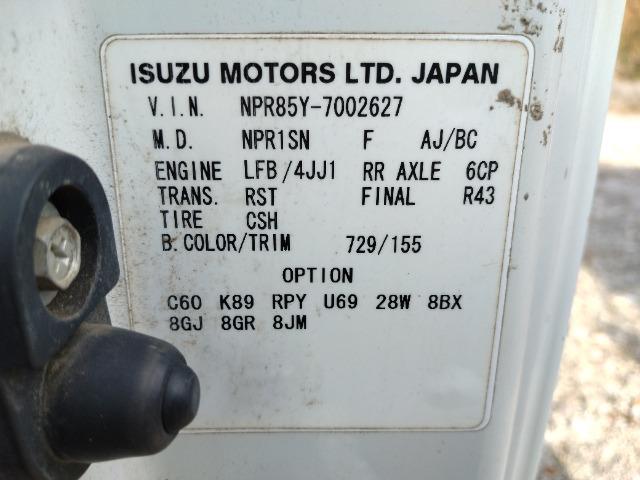 ISUZU MOTORS LTD. JAPAN
V.I.N. NPR85Y-7002627
M.D. NPR1SN F AJ/BC
ENGINE LFB/4JJ1 RR AXLE 6CP
TRANS. RST FINAL R43
TIRE CSH
B.COLOR/TRIM 729/155
OPTION
C60 K89 RPY U69 28W 8BX
8GJ 8GR 8JM